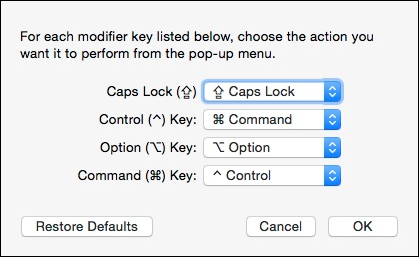 For each modifier key listed below, choose the action you
want it to perform from the pop-up menu.
Caps Lock (⇪) ⇪ Caps Lock
Control (^) Key: ⌘ Command
Option (⌥) Key: ⌥ Option
Command (⌘) Key: ^ Control
Restore Defaults Cancel OK